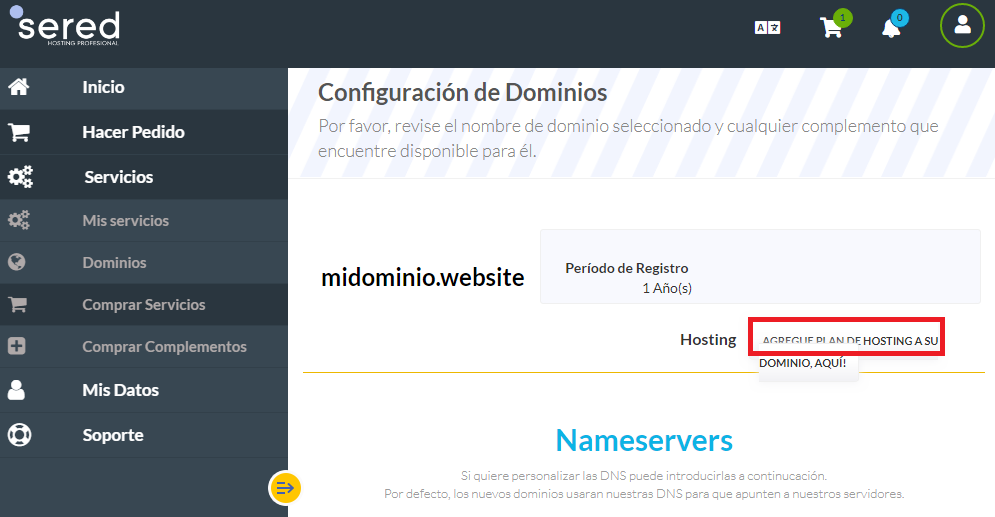 sered
HOSTING PROFESIONAL
A 文
1
0
Inicio
Hacer Pedido
Servicios
Mis servicios
Dominios
Comprar Servicios
Comprar Complementos
Mis Datos
Soporte
Configuración de Dominios
Por favor, revise el nombre de dominio seleccionado y cualquier complemento que
encuentre disponible para él.
midominio.website
Período de Registro
1 Año(s)
Hosting
AGREGUE PLAN DE HOSTING A SU
DOMINIO, AQUÍ!
Nameservers
Si quiere personalizar las DNS puede introducirlas a continucación.
Por defecto, los nuevos dominios usaran nuestras DNS para que apunten a nuestros servidores.